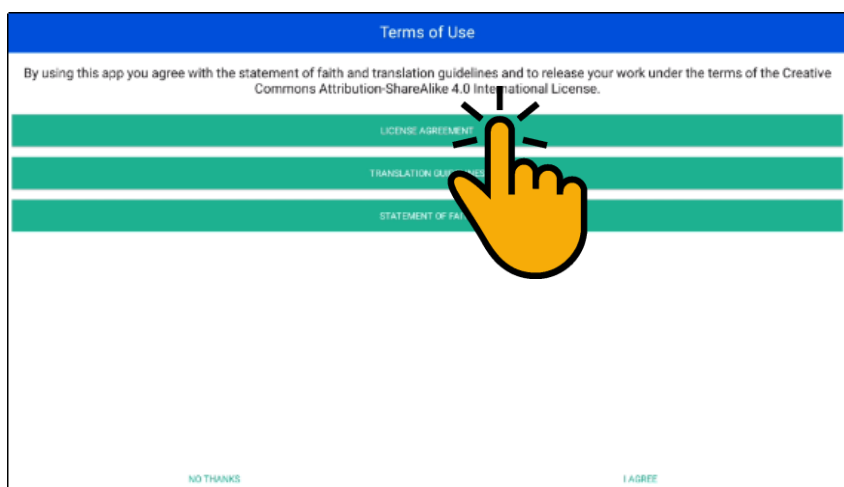 Terms of Use
By using this app you agree with the statement of faith and translation guidelines and to release your work under the terms of the Creative
Commons Attribution-ShareAlike 4.0 International License.
LICENSE AGREEMENT
TRANSLATION GUIDELINES
STATEMENT OF
NO THANKS
I AGREE